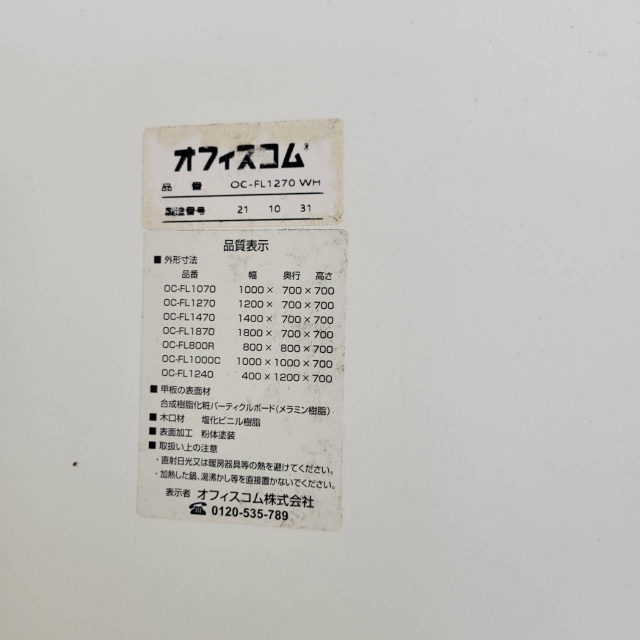 オフィスコム
品 番 OC-FL1270 WH
製造番号 21 10 31
品質表示
■ 外形寸法
品番 幅 奥行 高さ
OC-FL1070 1000× 700×700
OC-FL1270 1200× 700×700
OC-FL1470 1400× 700×700
OC-FL1870 1800× 700×700
OC-FL800R 800× 800×700
OC-FL1000C 1000×1000×700
OC-FL1240 400×1200×700
■ 甲板の表面材
合成樹脂化粧パーティクルボード(メラミン樹脂)
■ 木口材 塩化ビニル樹脂
■ 表面加工 粉体塗装
■ 取扱い上の注意
・直射日光又は暖房器具等の熱を避けてください。
・加熱した鍋、湯沸かし等を直接置かないでください。
表示者 オフィスコム株式会社
☎ 0120-535-789